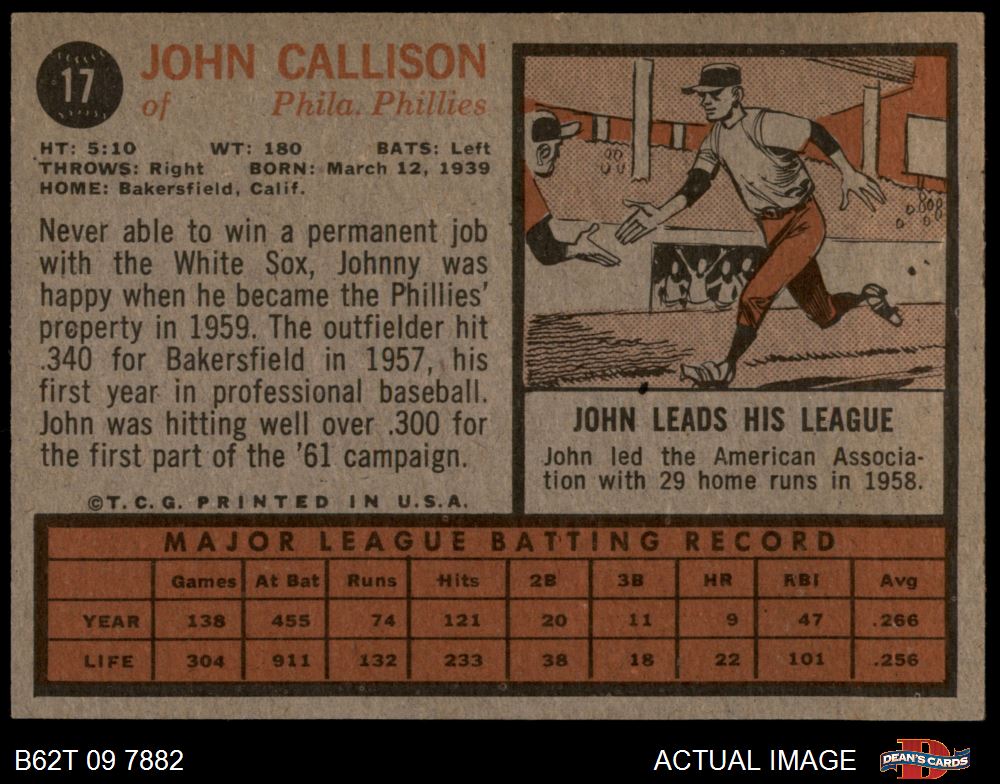 17
JOHN CALLISON
of Phila. Phillies
HT: 5:10 WT: 180 BATS: Left
THROWS: Right BORN: March 12, 1939
HOME: Bakersfield, Calif.
Never able to win a permanent job
with the White Sox, Johnny was
happy when he became the Phillies'
property in 1959. The outfielder hit
.340 for Bakersfield in 1957, his
first year in professional baseball.
John was hitting well over .300 for
the first part of the '61 campaign.
©T.C.G. PRINTED IN U.S.A.
JOHN LEADS HIS LEAGUE
John led the American Associa-
tion with 29 home runs in 1958.
MAJOR LEAGUE BATTING RECORD
Games At Bat Runs Hits 2B 3B HR RBI Avg
YEAR 138 455 74 121 20 11 9 47 .266
LIFE 304 911 132 233 38 18 22 101 .256
B62T 09 7882
ACTUAL IMAGE
D
DEAN'S CARDS